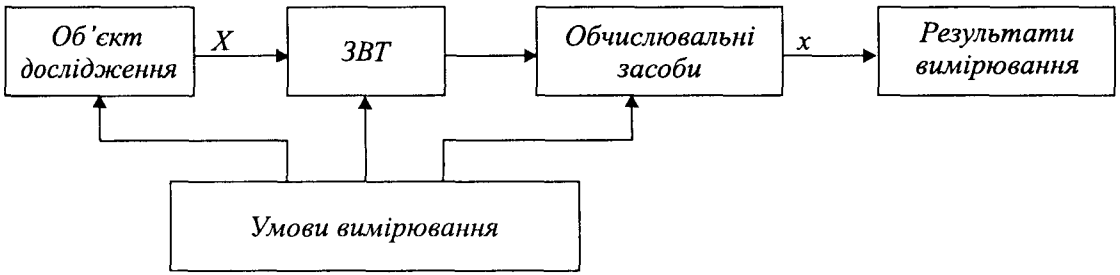 Об’єкт
дослідження
X
ЗВТ
Обчислювальні
засоби
x
Результати
вимірювання
Умови вимірювання